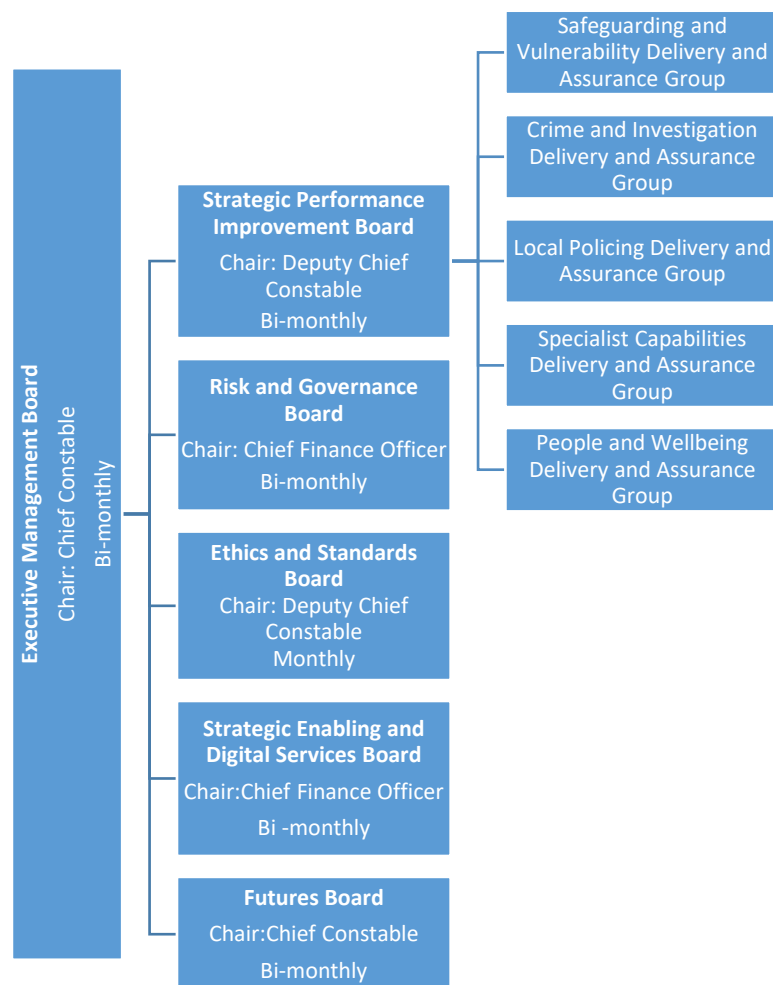 Executive Management Board
Chair: Chief Constable
Bi-monthly
Strategic Performance
Improvement Board
Chair: Deputy Chief
Constable
Bi-monthly
Risk and Governance
Board
Chair: Chief Finance Officer
Bi-monthly
Ethics and Standards
Board
Chair: Deputy Chief
Constable
Monthly
Strategic Enabling and
Digital Services Board
Chair:Chief Finance Officer
Bi -monthly
Futures Board
Chair:Chief Constable
Bi-monthly
Safeguarding and
Vulnerability Delivery and
Assurance Group
Crime and Investigation
Delivery and Assurance
Group
Local Policing Delivery and
Assurance Group
Specialist Capabilities
Delivery and Assurance
Group
People and Wellbeing
Delivery and Assurance
Group